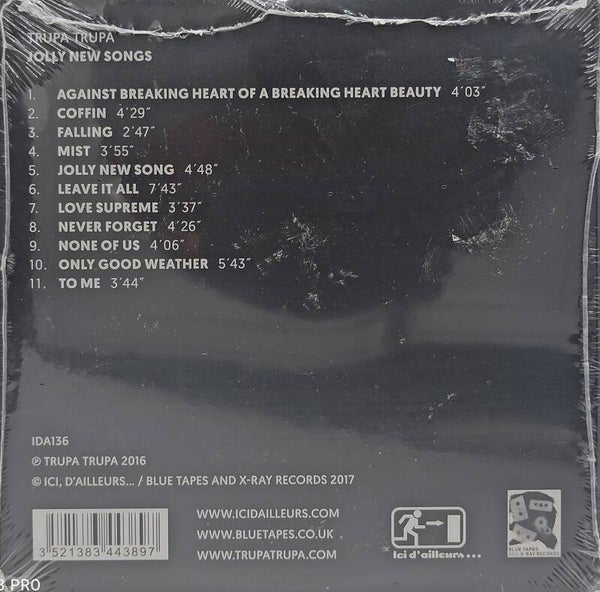 TRUPA TRUPA
JOLLY NEW SONGS
1. AGAINST BREAKING HEART OF A BREAKING HEART BEAUTY 4´03˝
2. COFFIN 4´29˝
3. FALLING 2´47˝
4. MIST 3´55˝
5. JOLLY NEW SONG 4´48˝
6. LEAVE IT ALL 7´43˝
7. LOVE SUPREME 3´37˝
8. NEVER FORGET 4´26˝
9. NONE OF US 4´06˝
10. ONLY GOOD WEATHER 5´43˝
11. TO ME 3´44˝
IDA136
℗ TRUPA TRUPA 2016
© ICI, D'AILLEURS... / BLUE TAPES AND X-RAY RECORDS 2017
WWW.ICIDAILLEURS.COM
WWW.BLUETAPES.CO.UK
WWW.TRUPATRUPA.COM
3 521383 443897
Ici d'ailleurs...
BLUE TAPES
AND X-RAY RECORDS
8 PRO